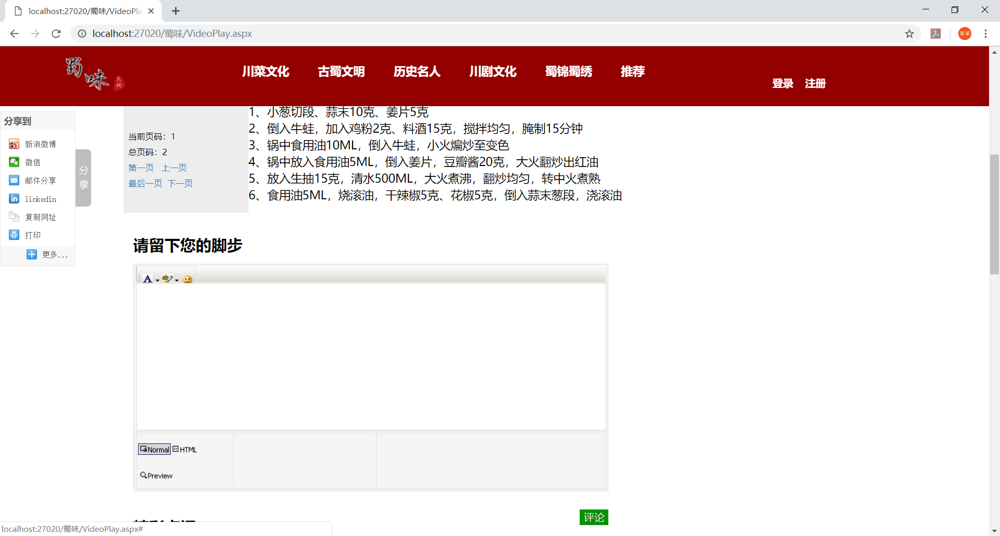 localhost:27020/蜀味/VideoPla
localhost:27020/蜀味/VideoPlay.aspx
羊羊
蜀味
文化
川菜文化 古蜀文明 历史名人 川剧文化 蜀锦蜀绣 推荐
登录 注册
分享到
新浪微博
微信
邮件分享
linkedin
复制网址
打印
更多...
分享
当前页码：1
总页码：2
第一页 上一页
最后一页 下一页
1、小葱切段、蒜末10克、姜片5克
2、倒入牛蛙，加入鸡粉2克、料酒15克，搅拌均匀，腌制15分钟
3、锅中食用油10ML，倒入牛蛙，小火煸炒至变色
4、锅中放入食用油5ML，倒入姜片，豆瓣酱20克，大火翻炒出红油
5、放入生抽15克，清水500ML，大火煮沸，翻炒均匀，转中火煮熟
6、食用油5ML，烧滚油，干辣椒5克、花椒5克，倒入蒜末葱段，浇滚油
请留下您的脚步
A ab
Normal HTML
Preview
评论
localhost:27020/蜀味/VideoPlay.aspx#